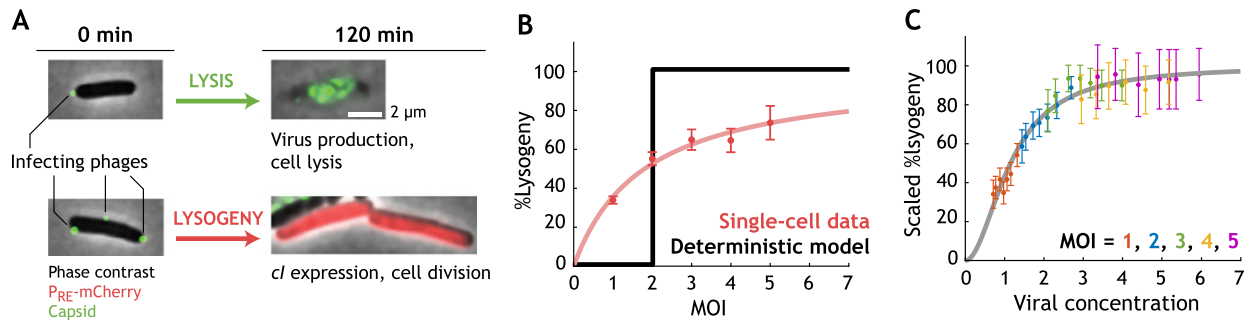 A
0 min
120 min
LYSIS
2 μm
Virus production,
cell lysis
Infecting phages
LYSOGENY
Phase contrast
PRE-mCherry
Capsid
cI expression, cell division
B
%Lysogeny
100
80
60
40
20
0
0 1 2 3 4 5 6 7
MOI
Single-cell data
Deterministic model
C
Scaled %lsyogeny
100
80
60
40
20
0
0 1 2 3 4 5 6 7
Viral concentration
MOI = 1, 2, 3, 4, 5